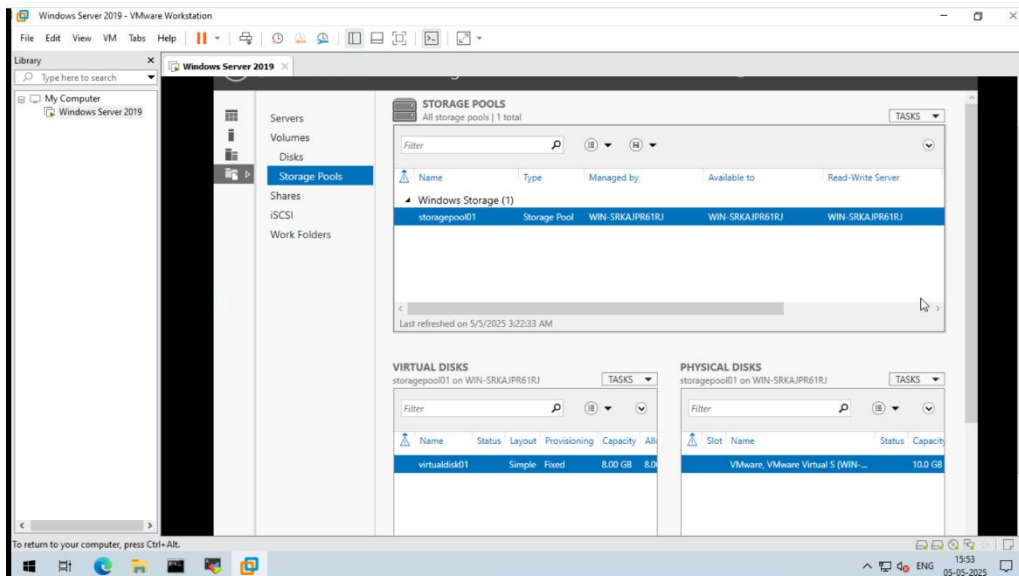 Windows Server 2019 - VMware Workstation
File Edit View VM Tabs Help
Library
Type here to search
My Computer
Windows Server 2019
Windows Server 2019
Servers
Volumes
Disks
Storage Pools
Shares
iSCSI
Work Folders
STORAGE POOLS
All storage pools | 1 total
TASKS
Filter
Name Type Managed by Available to Read-Write Server
Windows Storage (1)
storagepool01 Storage Pool WIN-SRKAJPR61RJ WIN-SRKAJPR61RJ WIN-SRKAJPR61RJ
Last refreshed on 5/5/2025 3:22:33 AM
VIRTUAL DISKS
storagepool01 on WIN-SRKAJPR61RJ
TASKS
Filter
Name Status Layout Provisioning Capacity All
virtualdisk01 Simple Fixed 8.00 GB 8.0
PHYSICAL DISKS
storagepool01 on WIN-SRKAJPR61RJ
TASKS
Filter
Slot Name Status Capacity
VMware, VMware Virtual S (WIN-... 10.0 GB
To return to your computer, press Ctrl+Alt.
ENG
15:53
05-05-2025